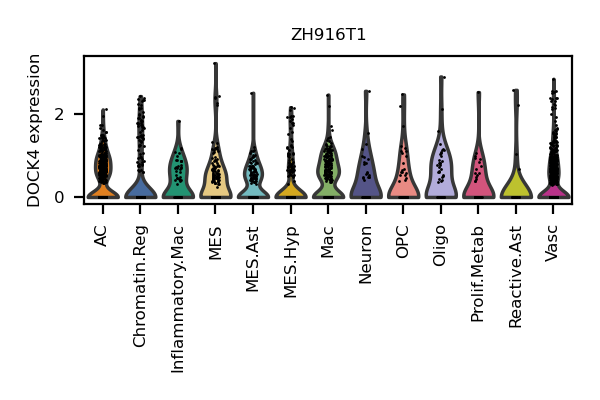 ZH916T1
DOCK4 expression
2
0
AC
Chromatin.Reg
Inflammatory.Mac
MES
MES.Ast
MES.Hyp
Mac
Neuron
OPC
Oligo
Prolif.Metab
Reactive.Ast
Vasc